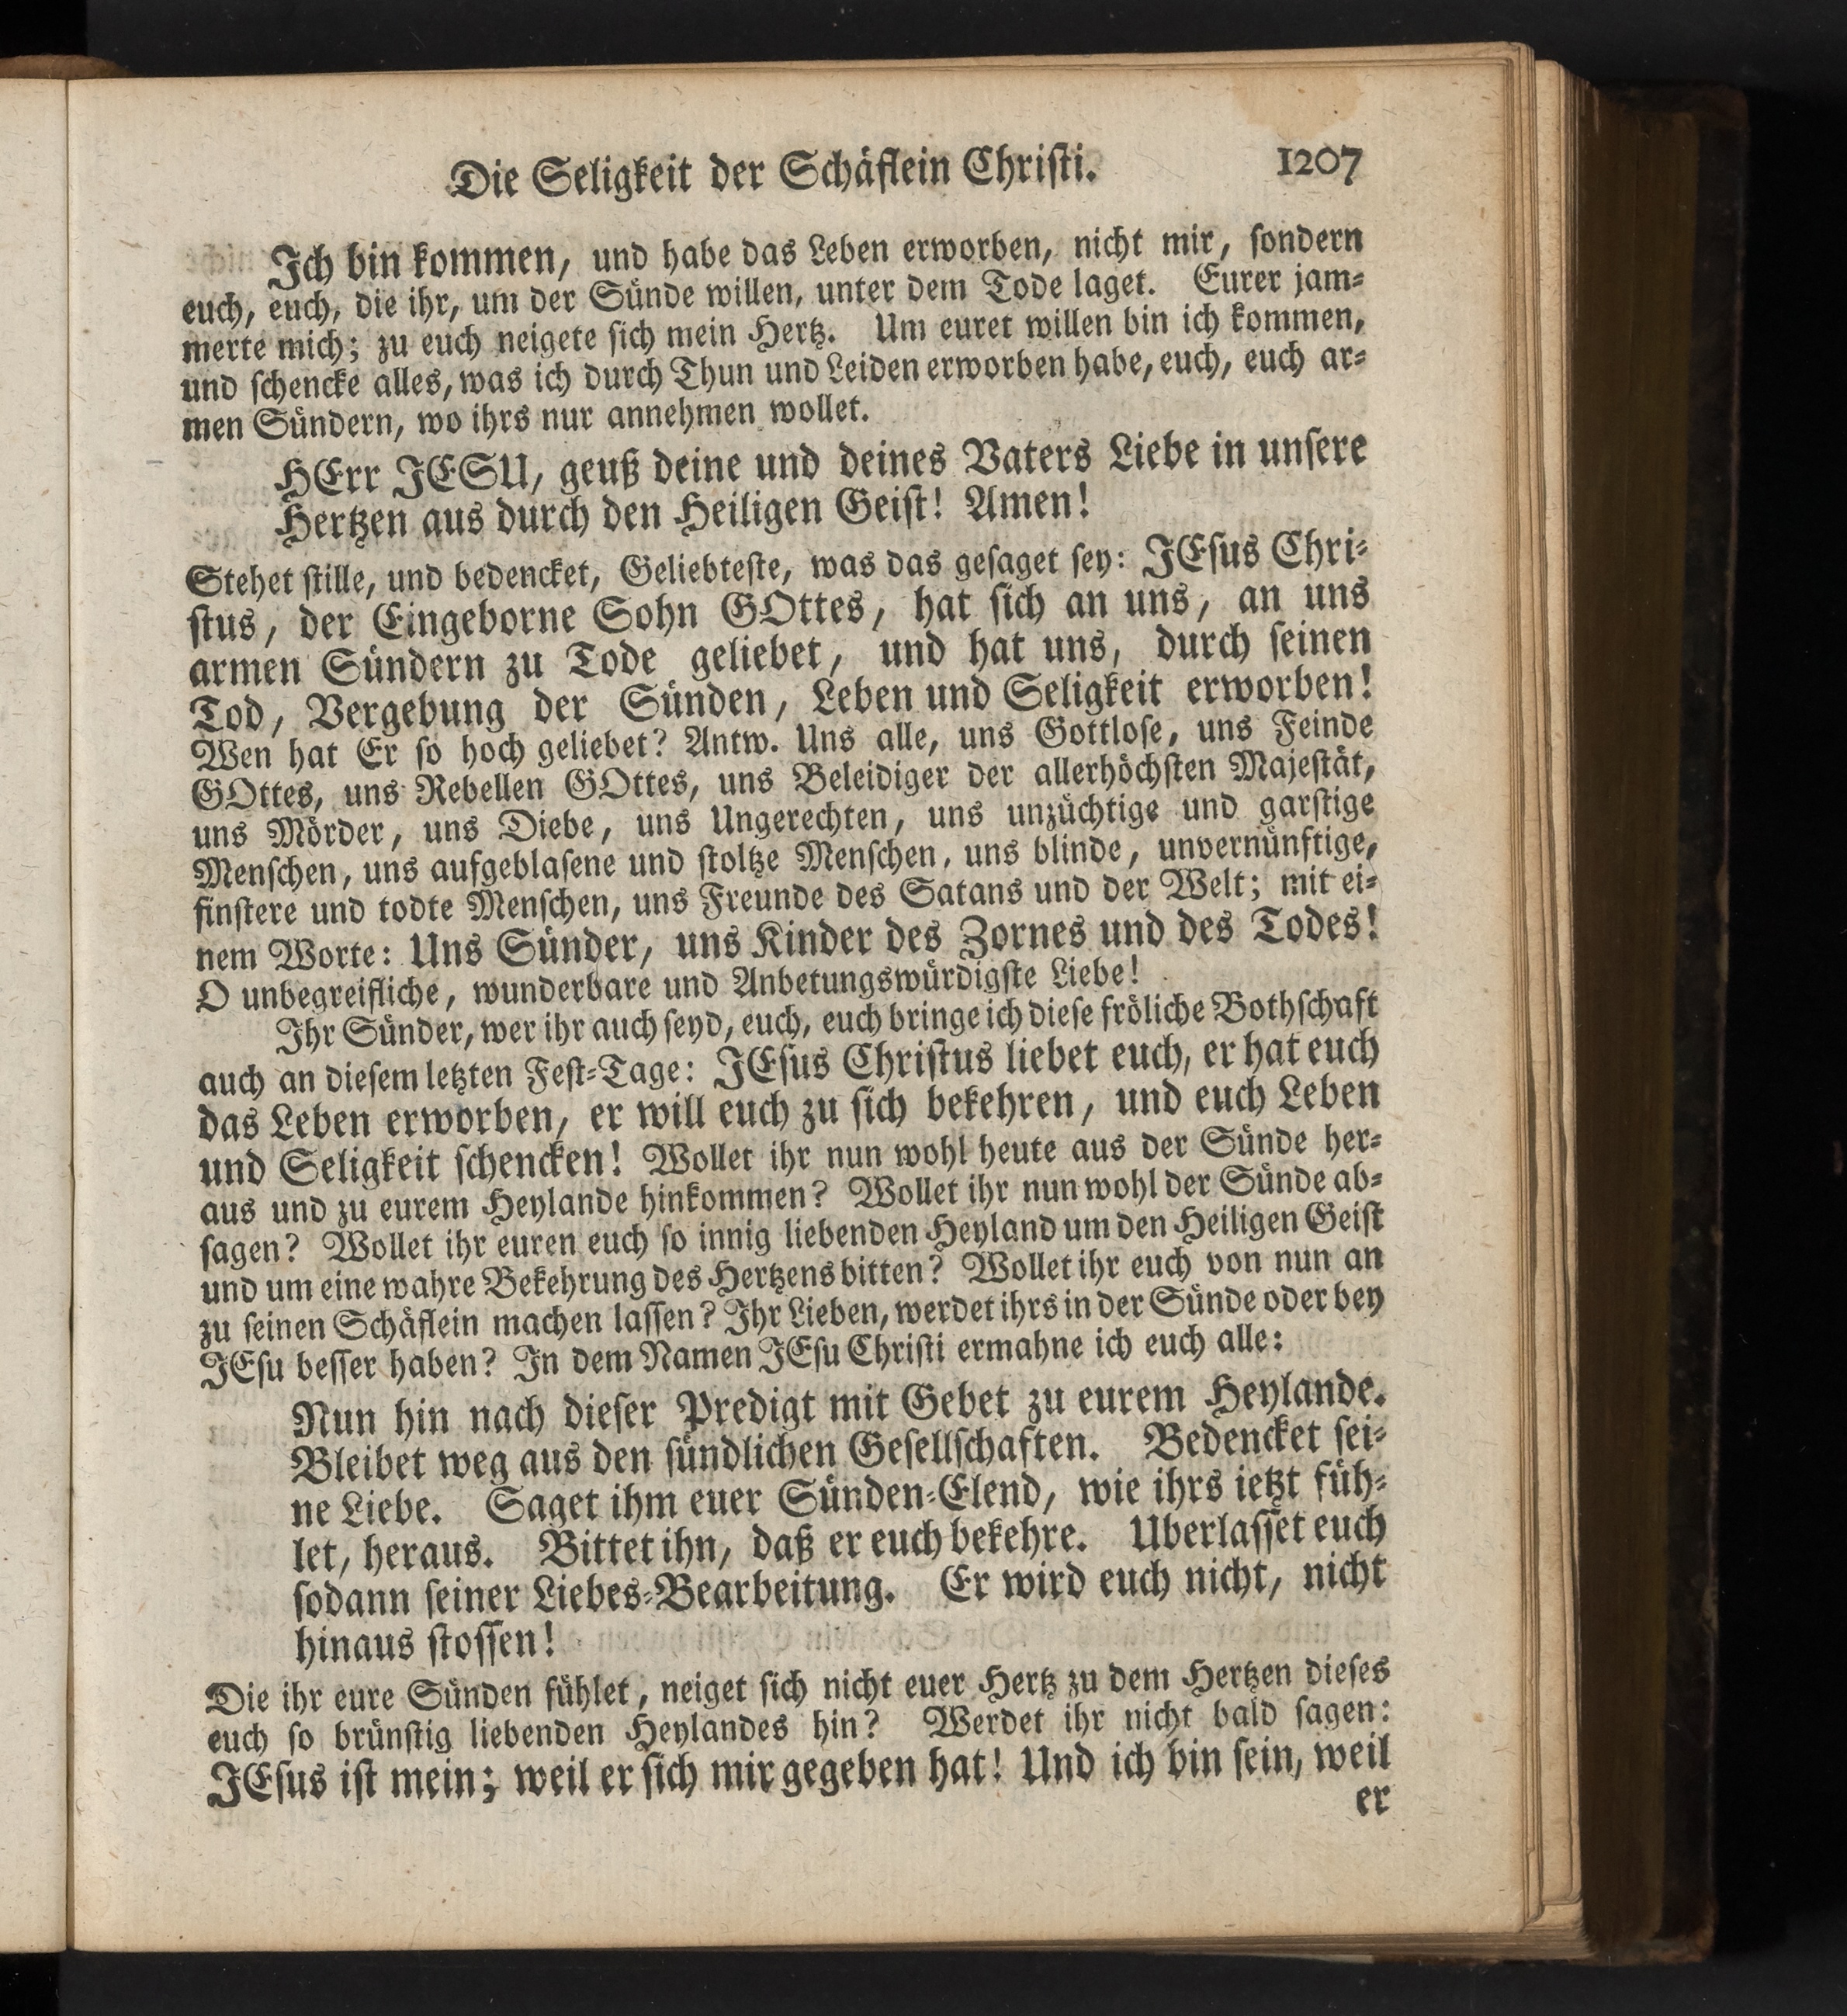 Die Seligkeit der Schäflein Christi. 1207
Ich bin kommen, und habe das Leben erworben, nicht mir, sondern
euch, euch, die ihr, um der Sünde willen, unter dem Tode laget. Eurer jam-
merte mich; zu euch neigete sich mein Hertz. Um euret willen bin ich kommen,
und schencke alles, was ich durch Thun und Leiden erworben habe, euch, euch ar-
men Sündern, wo ihrs nur annehmen wollet.
HErr JESU, geuß deine und deines Vaters Liebe in unsere
Hertzen aus durch den Heiligen Geist! Amen!
Stehet stille, und bedencket, Geliebteste, was das gesaget sey: JEsus Chri-
stus, der Eingeborne Sohn GOttes, hat sich an uns, an uns
armen Sündern zu Tode geliebet, und hat uns, durch seinen
Tod, Vergebung der Sünden, Leben und Seligkeit erworben!
Wen hat Er so hoch geliebet? Antw. Uns alle, uns Gottlose, uns Feinde
GOttes, uns Rebellen GOttes, uns Beleidiger der allerhöchsten Majestät,
uns Mörder, uns Diebe, uns Ungerechten, uns unzüchtige und garstige
Menschen, uns aufgeblasene und stoltze Menschen, uns blinde, unvernünftige,
finstere und todte Menschen, uns Freunde des Satans und der Welt; mit ei-
nem Worte: Uns Sünder, uns Kinder des Zornes und des Todes!
O unbegreifliche, wunderbare und Anbetungswürdigste Liebe!
Ihr Sünder, wer ihr auch seyd, euch, euch bringe ich diese fröliche Bothschaft
auch an diesem letzten Fest-Tage: JEsus Christus liebet euch, er hat euch
das Leben erworben, er will euch zu sich bekehren, und euch Leben
und Seligkeit schencken! Wollet ihr nun wohl heute aus der Sünde her-
aus und zu eurem Heylande hinkommen? Wollet ihr nun wohl der Sünde ab-
sagen? Wollet ihr euren euch so innig liebenden Heyland um den Heiligen Geist
und um eine wahre Bekehrung des Hertzens bitten? Wollet ihr euch von nun an
zu seinen Schäflein machen lassen? Ihr Lieben, werdet ihrs in der Sünde oder bey
JEsu besser haben? In dem Namen JEsu Christi ermahne ich euch alle:
Nun hin nach dieser Predigt mit Gebet zu eurem Heylande.
Bleibet weg aus den sündlichen Gesellschaften. Bedencket sei-
ne Liebe. Saget ihm euer Sünden-Elend, wie ihrs ietzt füh-
let, heraus. Bittet ihn, daß er euch bekehre. Uberlasset euch
sodann seiner Liebes-Bearbeitung. Er wird euch nicht, nicht
hinaus stossen!
Die ihr eure Sünden fühlet, neiget sich nicht euer Hertz zu dem Hertzen dieses
euch so brünstig liebenden Heylandes hin? Werdet ihr nicht bald sagen:
JEsus ist mein; weil er sich mir gegeben hat! Und ich bin sein, weil
er